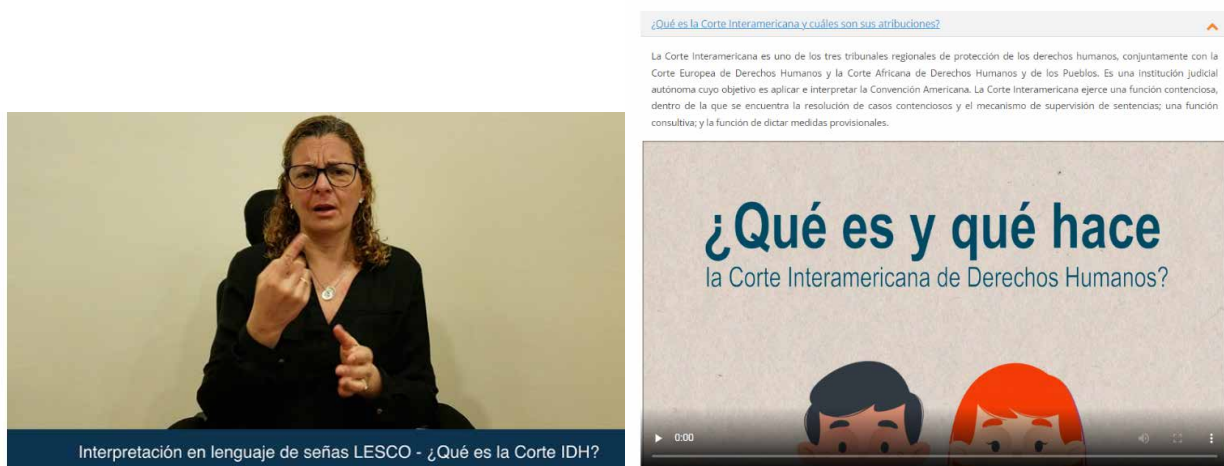 Interpretación en lenguaje de señas LESCO - ¿Qué es la Corte IDH?
¿Qué es la Corte Interamericana y cuáles son sus atribuciones?
La Corte Interamericana es uno de los tres tribunales regionales de protección de los derechos humanos, conjuntamente con la
Corte Europea de Derechos Humanos y la Corte Africana de Derechos Humanos y de los Pueblos. Es una institución judicial
autónoma cuyo objetivo es aplicar e interpretar la Convención Americana. La Corte Interamericana ejerce una función contenciosa,
dentro de la que se encuentra la resolución de casos contenciosos y el mecanismo de supervisión de sentencias; una función
consultiva; y la función de dictar medidas provisionales.
¿Qué es y qué hace
la Corte Interamericana de Derechos Humanos?
0:00